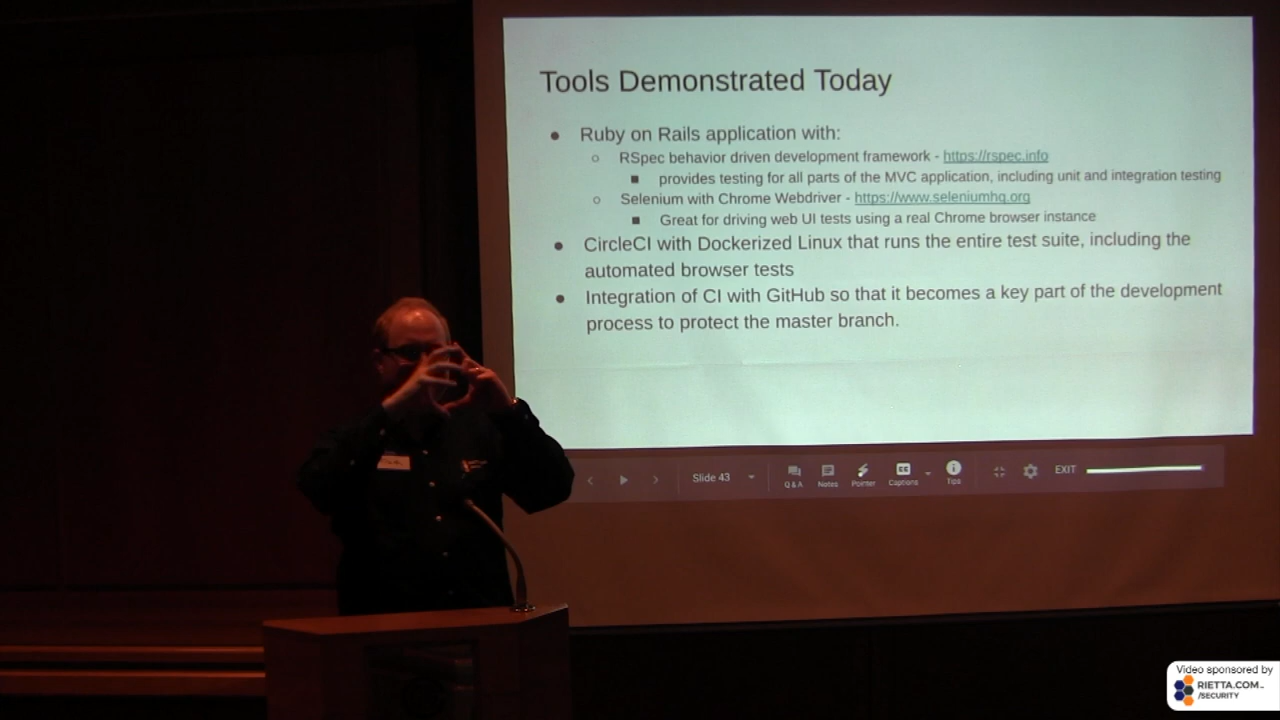 Tools Demonstrated Today
● Ruby on Rails application with:
○ RSpec behavior driven development framework - https://rspec.info
■ provides testing for all parts of the MVC application, including unit and integration testing
○ Selenium with Chrome Webdriver - https://www.seleniumhq.org
■ Great for driving web UI tests using a real Chrome browser instance
● CircleCI with Dockerized Linux that runs the entire test suite, including the
automated browser tests
● Integration of CI with GitHub so that it becomes a key part of the development
process to protect the master branch.
Slide 43
Q & A
Notes
Pointer
CC
Captions
Tips
EXIT
Video sponsored by
RIETTA.COM
/SECURITY